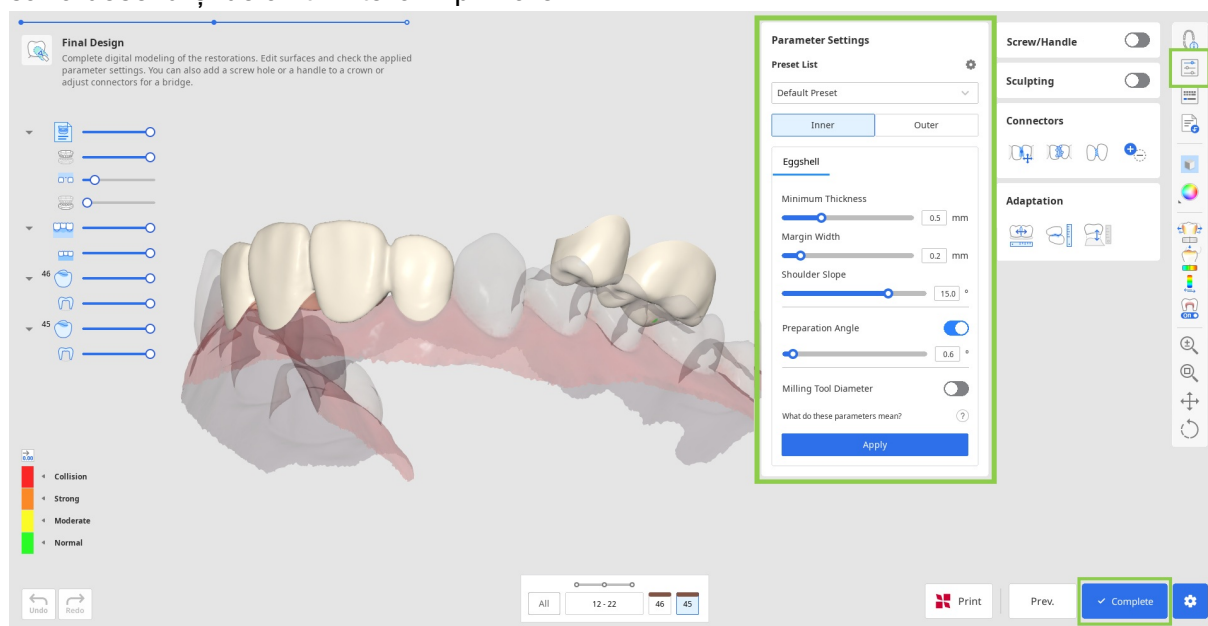 Final Design
Complete digital modeling of the restorations. Edit surfaces and check the applied
parameter settings. You can also add a screw hole or a handle to a crown or
adjust connectors for a bridge.
46
45
0.00
Collision
Strong
Moderate
Normal
Undo
Redo
All
12 - 22
46
45
Parameter Settings
Preset List
Default Preset
Inner
Outer
Eggshell
Minimum Thickness
0.5 mm
Margin Width
0.2 mm
Shoulder Slope
15.0 °
Preparation Angle
0.6 °
Milling Tool Diameter
What do these parameters mean?
?
Apply
Screw/Handle
Sculpting
Connectors
Adaptation
ON
Print
Prev.
Complete